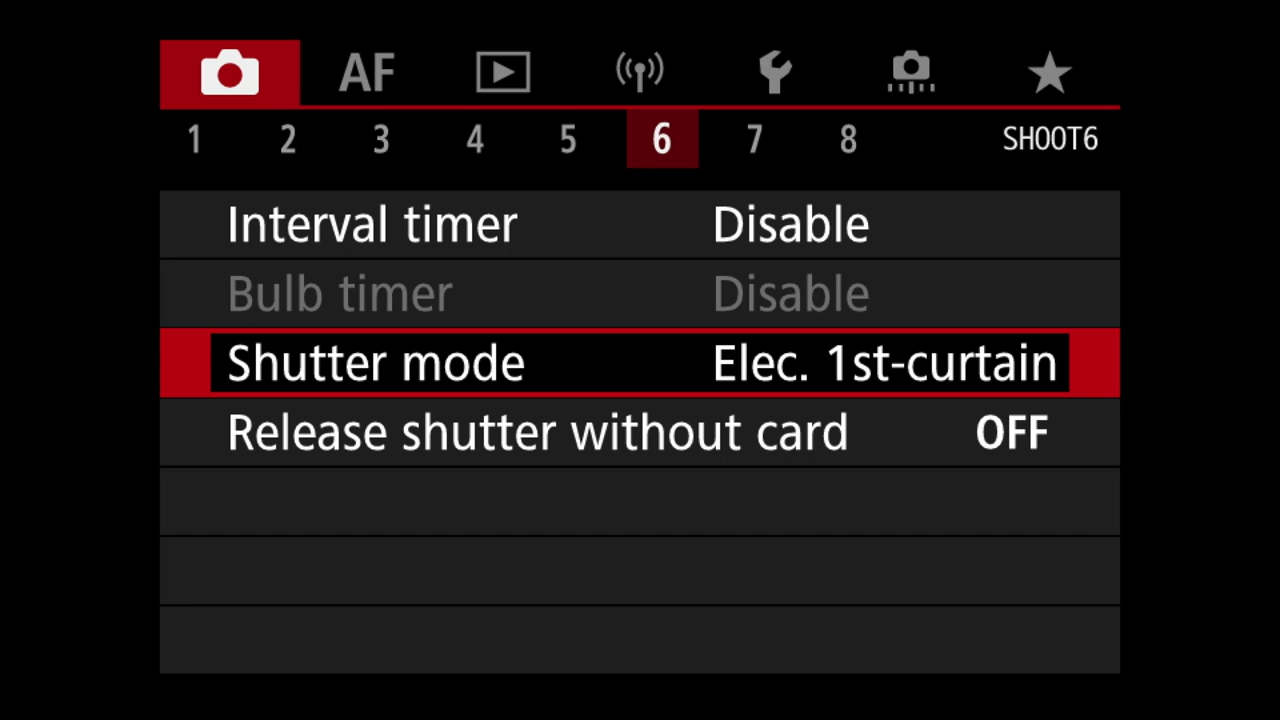 AF
1 2 3 4 5 6 7 8 SHOOT6
Interval timer Disable
Bulb timer Disable
Shutter mode Elec. 1st-curtain
Release shutter without card OFF